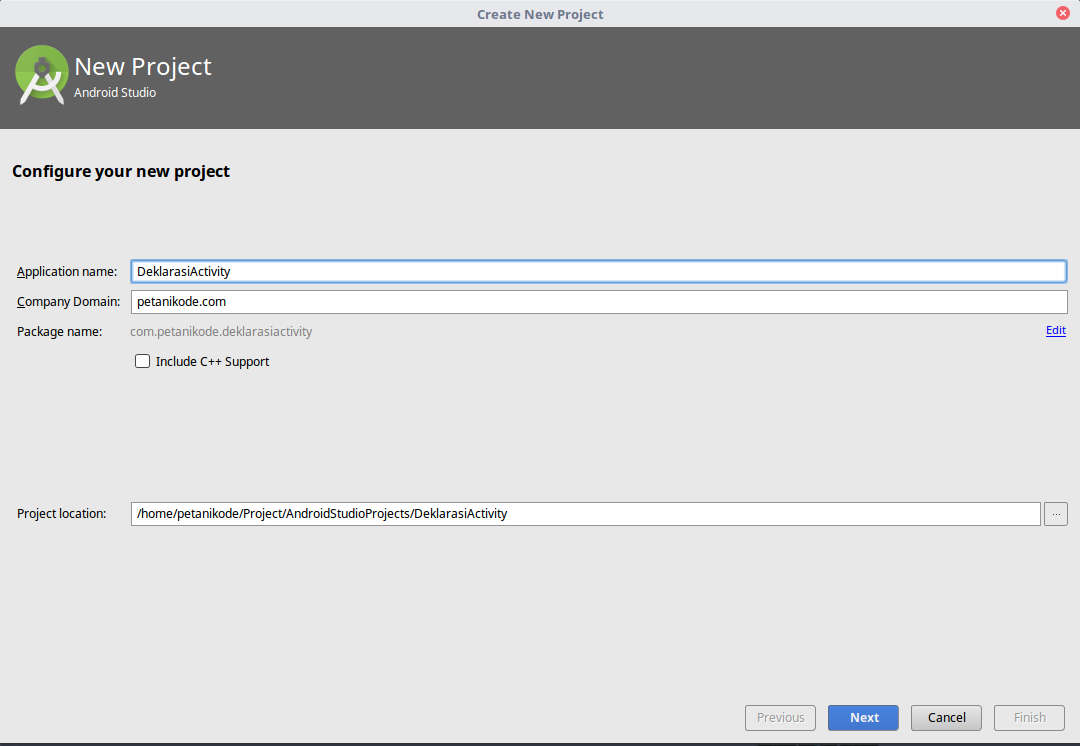 Create New Project
New Project
Android Studio
Configure your new project
Application name: DeklarasiActivity
Company Domain: petanikode.com
Package name: com.petanikode.deklarasiactivity Edit
Include C++ Support
Project location: /home/petanikode/Project/AndroidStudioProjects/DeklarasiActivity ...
Previous Next Cancel Finish